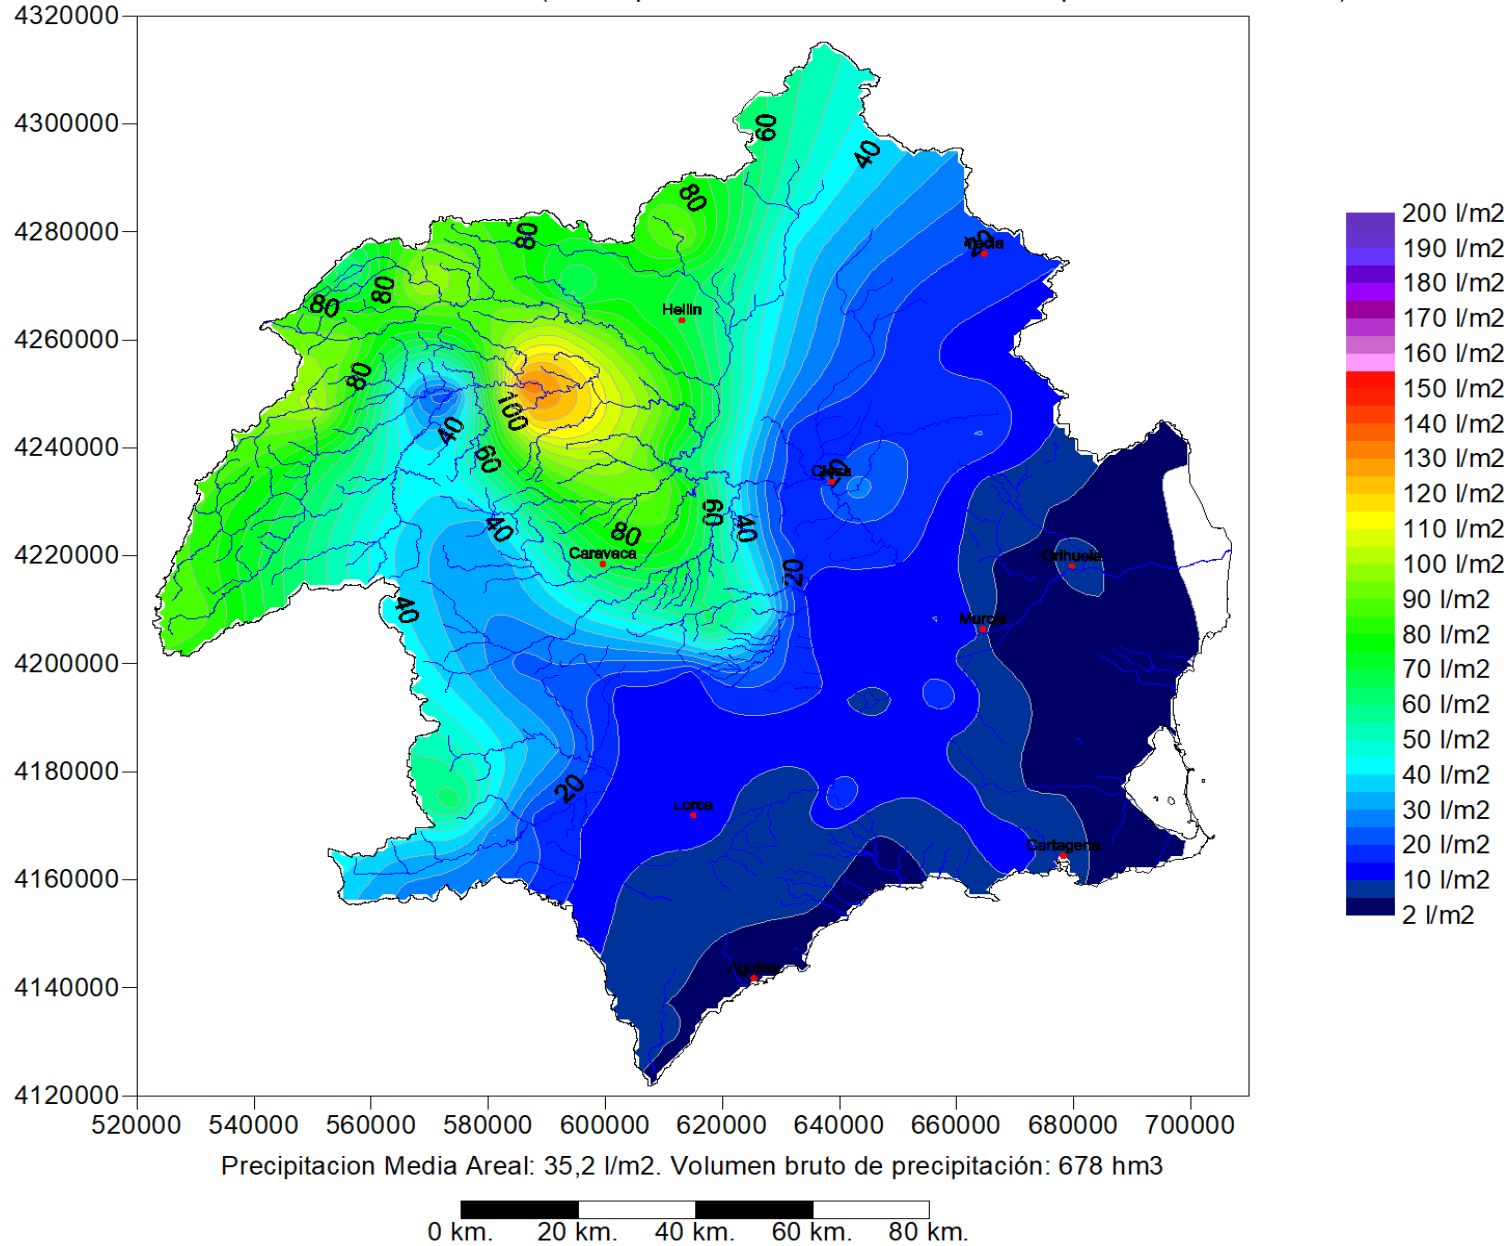 4320000
4300000
60
40
80
200 l/m2
190 l/m2
180 l/m2
170 l/m2
160 l/m2
150 l/m2
140 l/m2
130 l/m2
120 l/m2
110 l/m2
100 l/m2
90 l/m2
80 l/m2
70 l/m2
60 l/m2
50 l/m2
40 l/m2
30 l/m2
20 l/m2
10 l/m2
2 l/m2
4280000
80
20
Yecla
80
80
Hellin
4260000
80
100
40
4240000
60
Cieza
60
40
40
80
4220000
Caravaca
Orihuela
20
40
Murcia
4200000
4180000
20
Lorca
Cartagena
4160000
Aguilas
4140000
4120000
520000 540000 560000 580000 600000 620000 640000 660000 680000 700000
Precipitacion Media Areal: 35,2 l/m2. Volumen bruto de precipitación: 678 hm3
0 km. 20 km. 40 km. 60 km. 80 km.